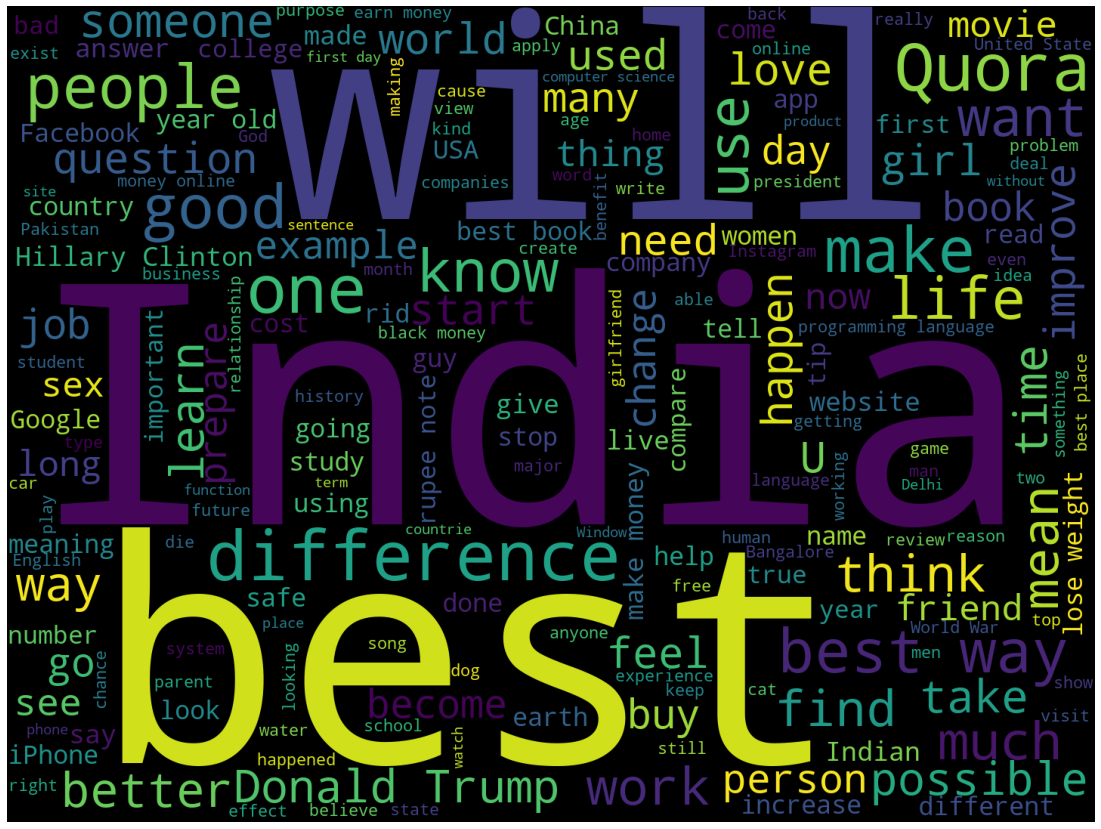 bad
someone
purpose
earn money
made
world
will
China
used
back
come
really
movie
exist
answer
college
first day
apply
online
United State
people
making
cause
computer science
many
love
app
product
Quora
year old
view
kind
USA
age
home
use
day
first
want
problem
Facebook
God
question
thing
girl
deal
without
site
country
money online
good
companies
word
write
president
book
improve
Pakistan
sentence
benefit
Hillary Clinton
example
best book
create
need
women
read
even
business
month
know
company
Instagram
make
idea
India
one
start
rid
change
able
now
life
job
important
prepare
relationship
cost
black money
girlfriend
tell
happen
tip
programming language
student
learn
guy
time
something
best place
sex
history
rupee note
give
live
compare
website
getting
Google
type
going
stop
U
game
long
study
major
man
car
term
language
working
Delhi
two
play
function
future
using
make money
mean
lose weight
countrie
Window
human
name
review
reason
meaning
English
die
difference
help
Bangalore
best
way
safe
done
free
true
think
year
friend
top
number
place
anyone
World War
go
chance
system
looking
song
feel
best way
men
show
see
parent
dog
experience
keep
cat
find
take
look
become
earth
buy
visit
say
phone
water
school
still
iPhone
happened
watch
Indian
much
right
better
Donald Trump
work
person
possible
effect
believe
state
increase
different